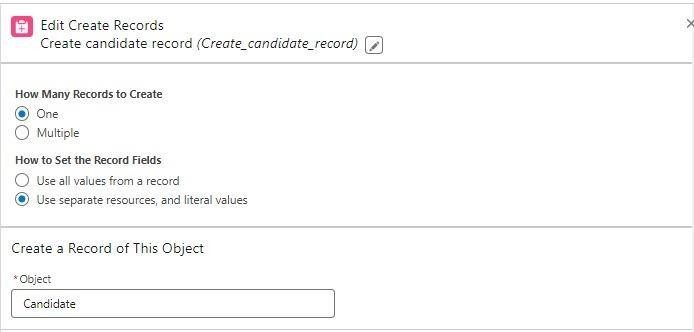 Edit Create Records
Create candidate record (Create_candidate_record)
How Many Records to Create
One
Multiple
How to Set the Record Fields
Use all values from a record
Use separate resources, and literal values
Create a Record of This Object
*Object
Candidate